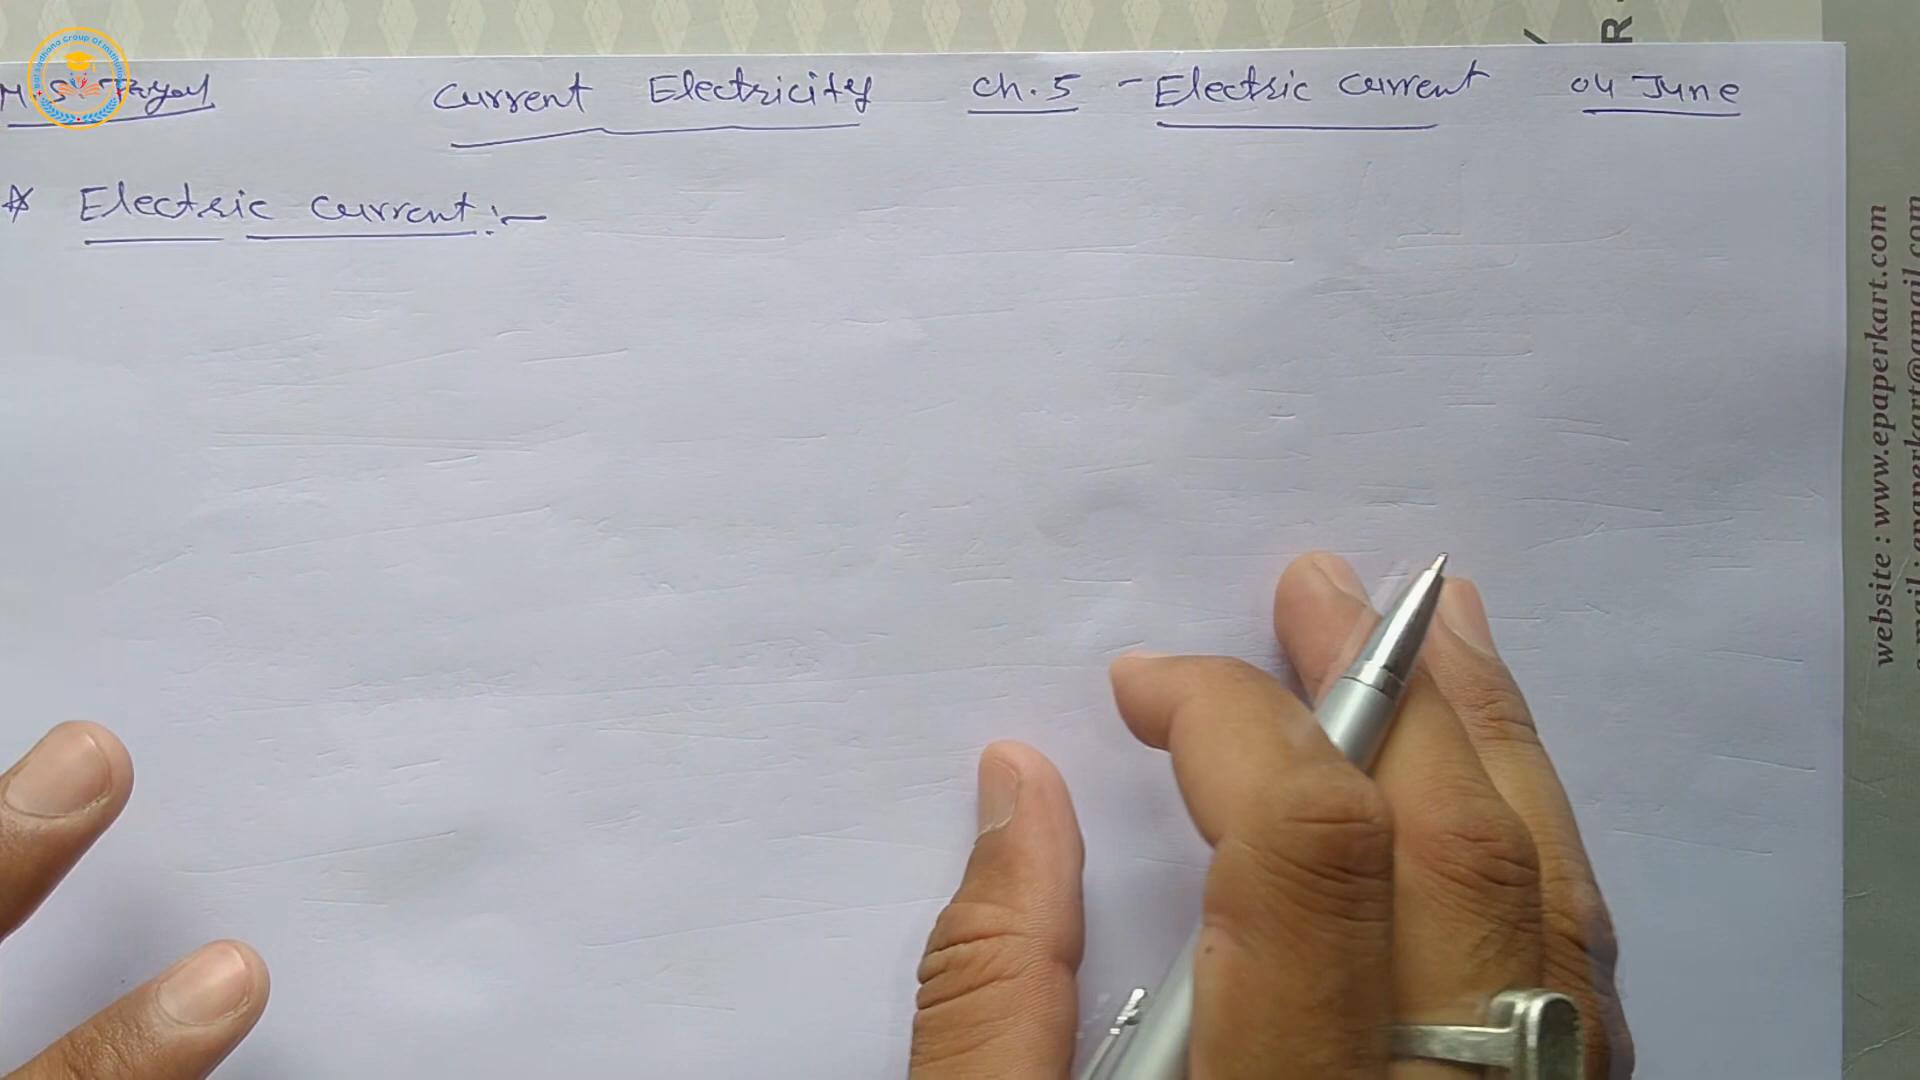 M.S. Current Electricity Ch.5 - Electric Current 04 June
☆ Electric Current :-
website : www.epaperkart.com